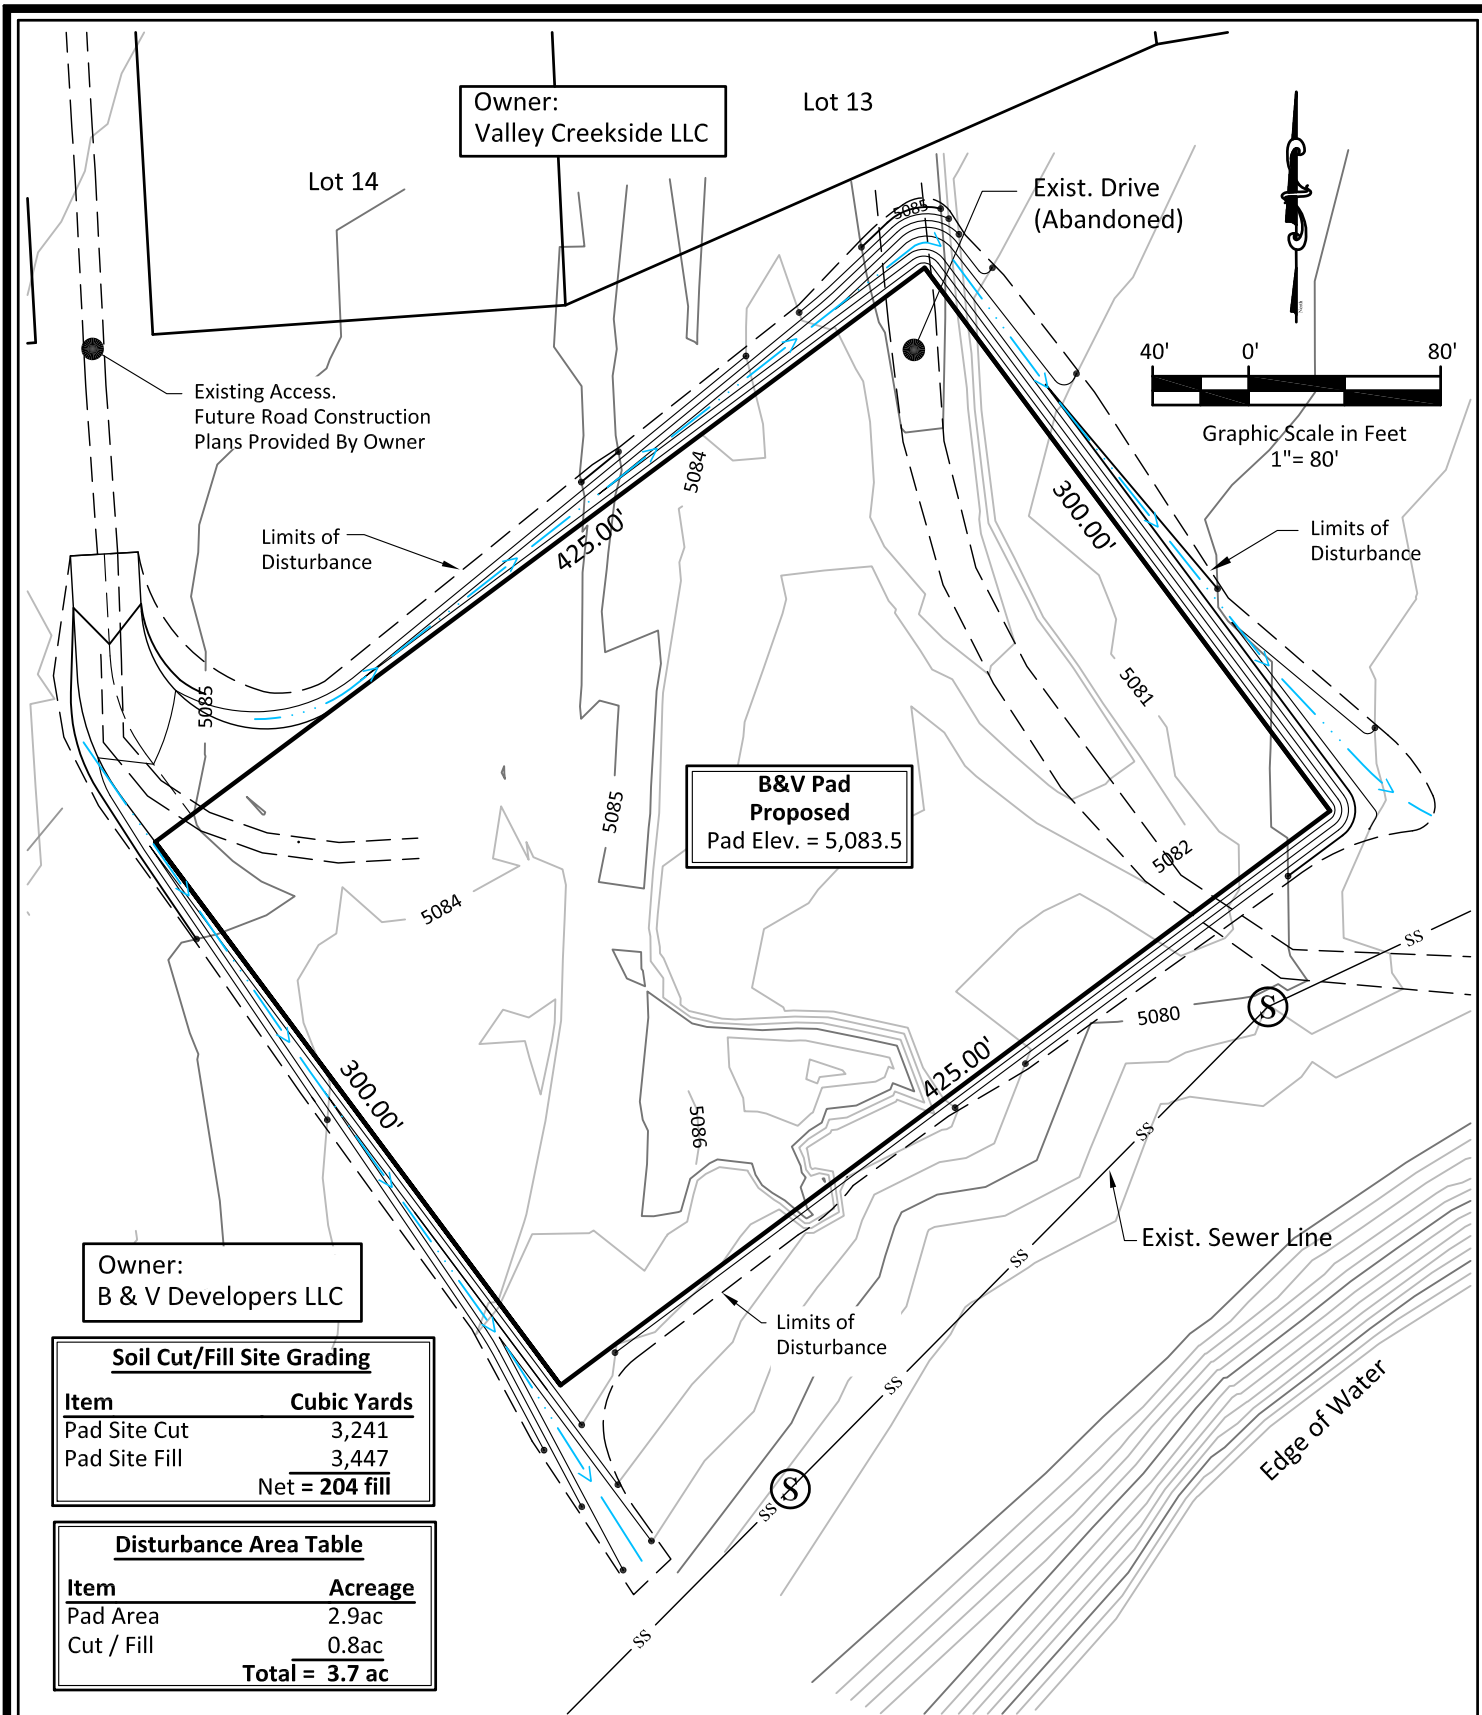 Owner:
Valley Creekside LLC
Lot 13
Lot 14
Exist. Drive
(Abandoned)
5085
40' 0' 80'
Graphic Scale in Feet
1"= 80'
Existing Access.
Future Road Construction
Plans Provided By Owner
5084
300.00'
425.00'
Limits of
Disturbance
Limits of
Disturbance
5085
5081
B&V Pad
Proposed
Pad Elev. = 5,083.5
5085
5082
5084
SS
S
5080
425.00'
300.00'
5086
SS
Exist. Sewer Line
SS
Owner:
B & V Developers LLC
Limits of
Disturbance
SS
Edge of Water
Soil Cut/Fill Site Grading
Item Cubic Yards
Pad Site Cut 3,241
Pad Site Fill 3,447
Net = 204 fill
S
SS
Disturbance Area Table
Item Acreage
Pad Area 2.9ac
Cut / Fill 0.8ac
Total = 3.7 ac
SS